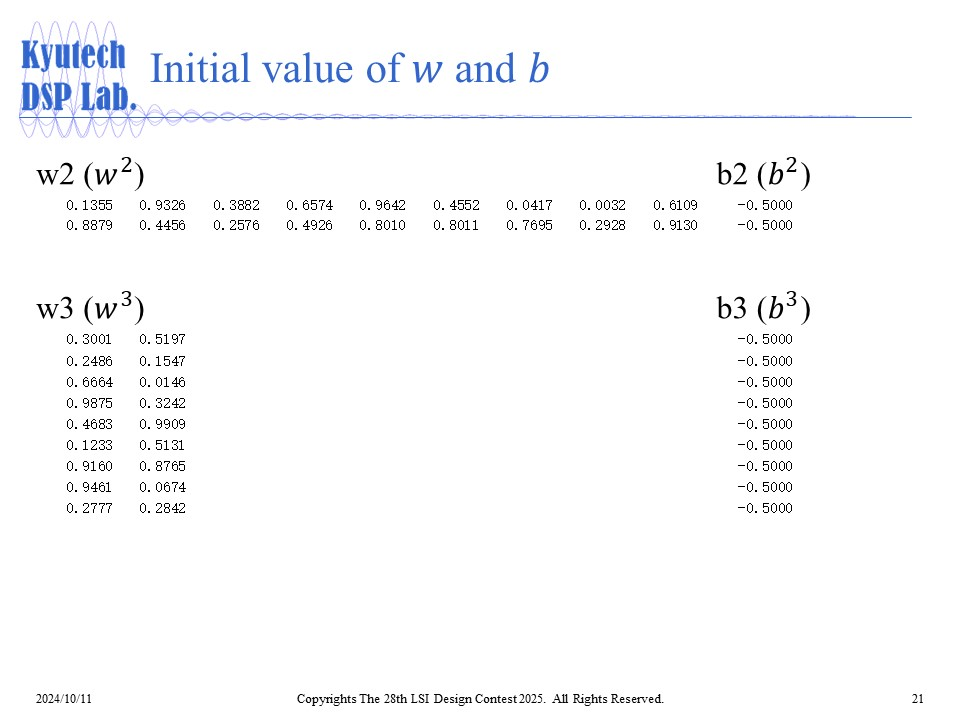 Kyutech
DSP Lab.
Initial value of w and b
w2 (w²) b2 (b²)
0.1355 0.9326 0.3882 0.6574 0.9642 0.4552 0.0417 0.0032 0.6109 -0.5000
0.8879 0.4456 0.2576 0.4926 0.8010 0.8011 0.7695 0.2928 0.9130 -0.5000
w3 (w³) b3 (b³)
0.3001 0.5197 -0.5000
0.2486 0.1547 -0.5000
0.6664 0.0146 -0.5000
0.9875 0.3242 -0.5000
0.4683 0.9909 -0.5000
0.1233 0.5131 -0.5000
0.9160 0.8765 -0.5000
0.9461 0.0674 -0.5000
0.2777 0.2842 -0.5000
2024/10/11 Copyrights The 28th LSI Design Contest 2025. All Rights Reserved. 21